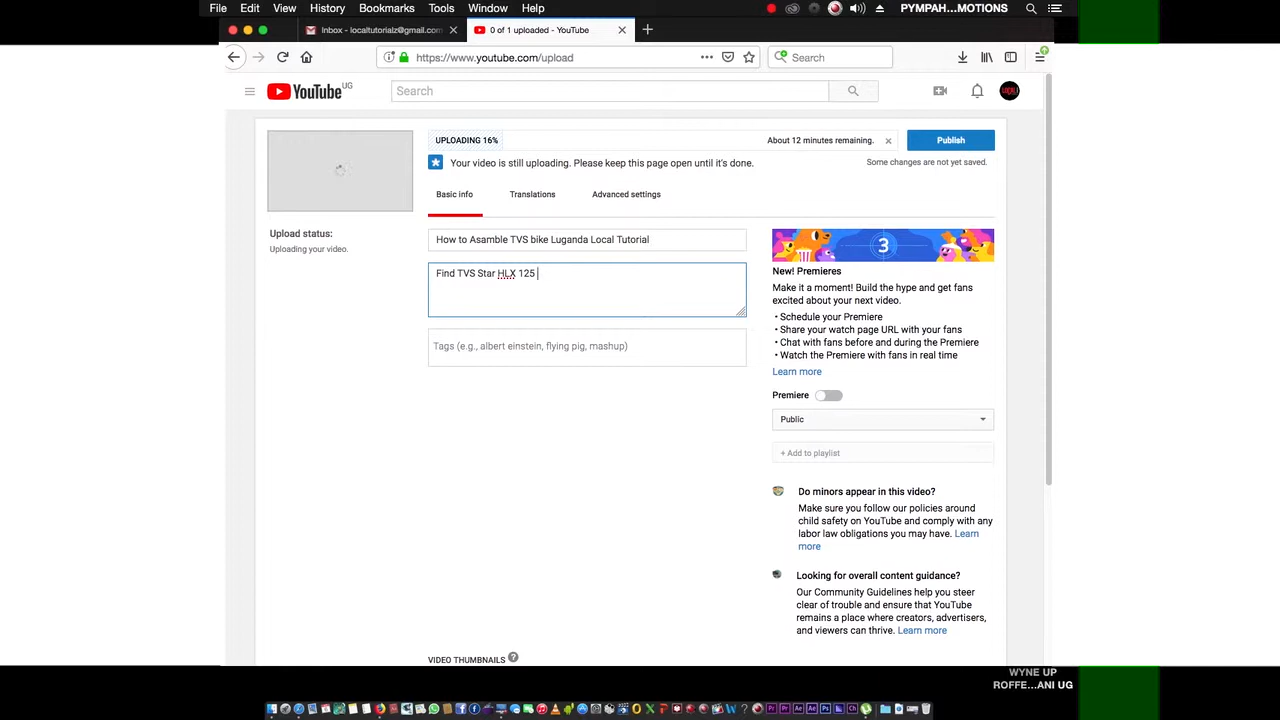 File Edit View History Bookmarks Tools Window Help
PYMPAH...MOTIONS
Inbox - localtutorialz@gmail.com
0 of 1 uploaded - YouTube
https://www.youtube.com/upload
Search
YouTube UG
Search
UPLOADING 16%
About 12 minutes remaining.
Publish
Your video is still uploading. Please keep this page open until it's done.
Some changes are not yet saved.
Basic info
Translations
Advanced settings
Upload status:
Uploading your video.
How to Asamble TVS bike Luganda Local Tutorial
Find TVS Star HLX 125
Tags (e.g., albert einstein, flying pig, mashup)
3
New! Premieres
Make it a moment! Build the hype and get fans
excited about your next video.
• Schedule your Premiere
• Share your watch page URL with your fans
• Chat with fans before and during the Premiere
• Watch the Premiere with fans in real time
Learn more
Premiere
Public
+ Add to playlist
Do minors appear in this video?
Make sure you follow our policies around
child safety on YouTube and comply with any
labor law obligations you may have. Learn
more
Looking for overall content guidance?
Our Community Guidelines help you steer
clear of trouble and ensure that YouTube
remains a place where creators, advertisers,
and viewers can thrive. Learn more
VIDEO THUMBNAILS ?
WYNE UP
ROFFE...ANI UG